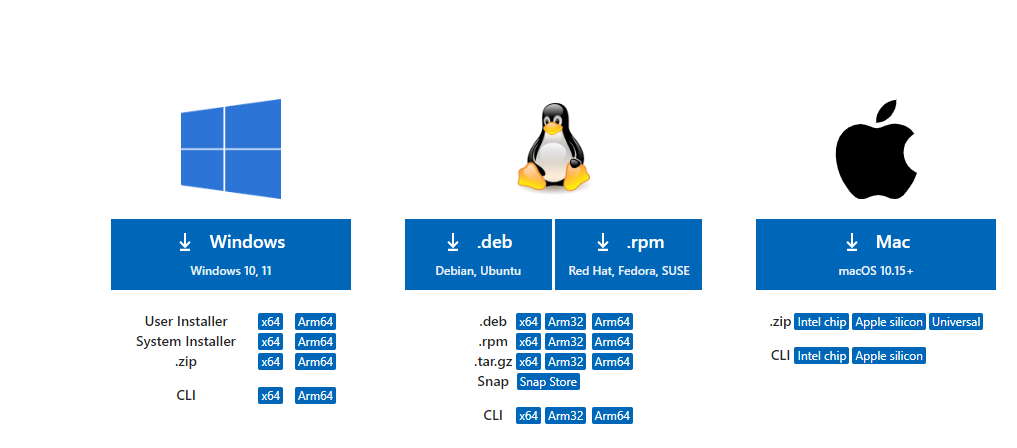 Windows
Windows 10, 11
User Installer x64 Arm64
System Installer x64 Arm64
.zip x64 Arm64
CLI x64 Arm64
.deb
Debian, Ubuntu
.rpm
Red Hat, Fedora, SUSE
.deb x64 Arm32 Arm64
.rpm x64 Arm32 Arm64
.tar.gz x64 Arm32 Arm64
Snap Snap Store
CLI x64 Arm32 Arm64
Mac
macOS 10.15+
.zip Intel chip Apple silicon Universal
CLI Intel chip Apple silicon